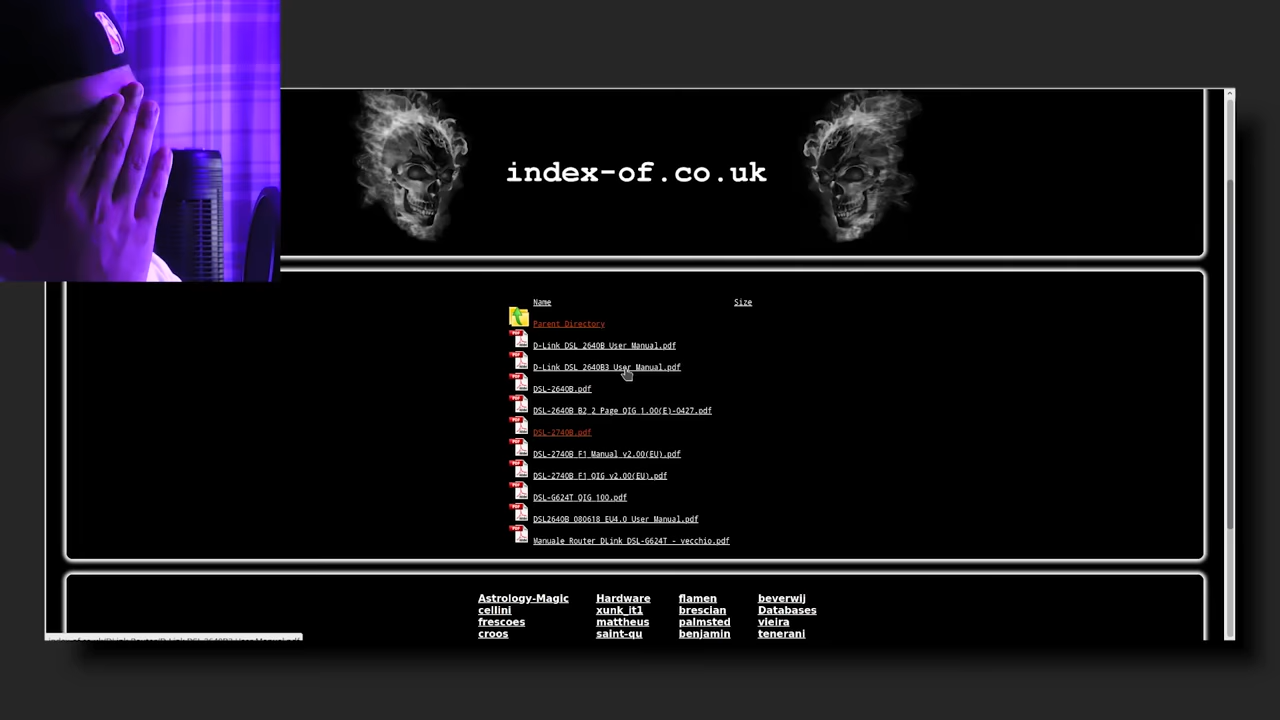 index-of.co.uk
Name Size
Parent Directory
D-Link DSL 2640B User Manual.pdf
D-Link DSL 2640B3 User Manual.pdf
DSL-2640B.pdf
DSL-2640B B2 2 Page QIG 1.00(E)-0427.pdf
DSL-2740B.pdf
DSL-2740B F1 Manual v2.00(EU).pdf
DSL-2740B F1 QIG v2.00(EU).pdf
DSL-G624T QIG 100.pdf
DSL2640B 080618 EU4.0 User Manual.pdf
Manuale Router DLink DSL-G624T - vecchio.pdf
Astrology-Magic Hardware flamen beverwij
cellini xunk_it1 brescian Databases
frescoes mattheus palmsted vieira
croos saint-qu benjamin tenerani